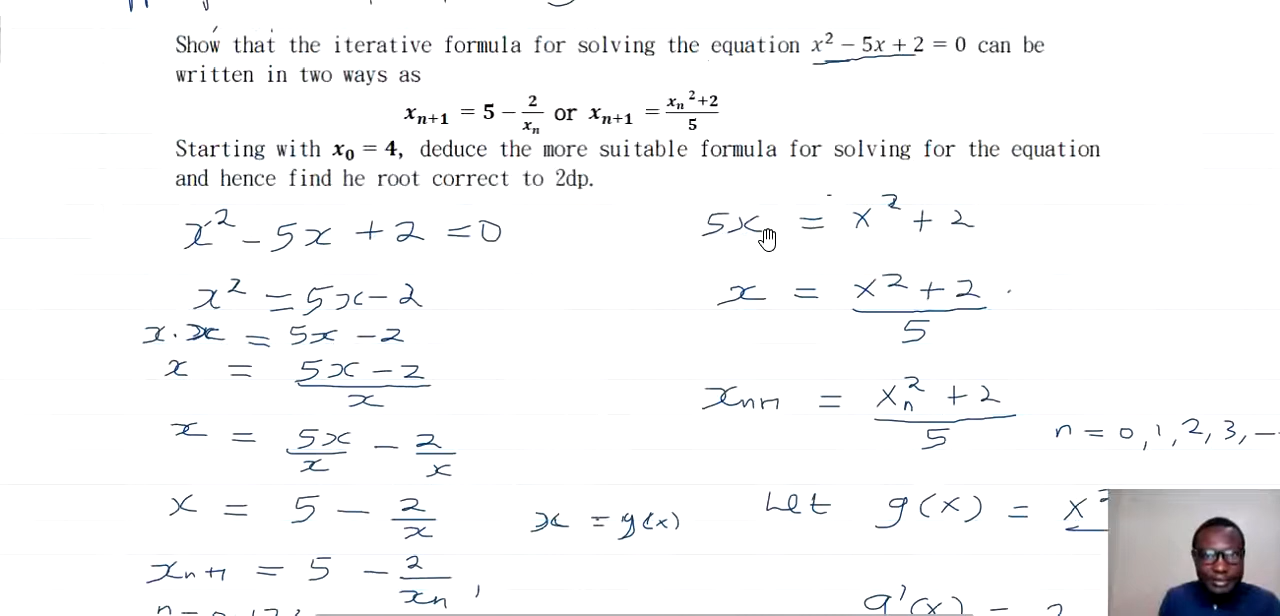 Show that the iterative formula for solving the equation x² − 5x + 2 = 0 can be
written in two ways as
xₙ₊₁ = 5 − 2/xₙ or xₙ₊₁ = (xₙ²+2)/5
Starting with x₀ = 4, deduce the more suitable formula for solving for the equation
and hence find he root correct to 2dp.
x² − 5x + 2 = 0
x² = 5x − 2
x · x = 5x − 2
x = (5x − 2)/x
x = 5x/x − 2/x
x = 5 − 2/x
xₙ₊₁ = 5 − 2/xₙ ,
x = g(x)
5x = x² + 2
x = (x² + 2)/5 .
xₙ₊₁ = (xₙ² + 2)/5
n = 0, 1, 2, 3, –
Let g(x) = x²
g'(x) =